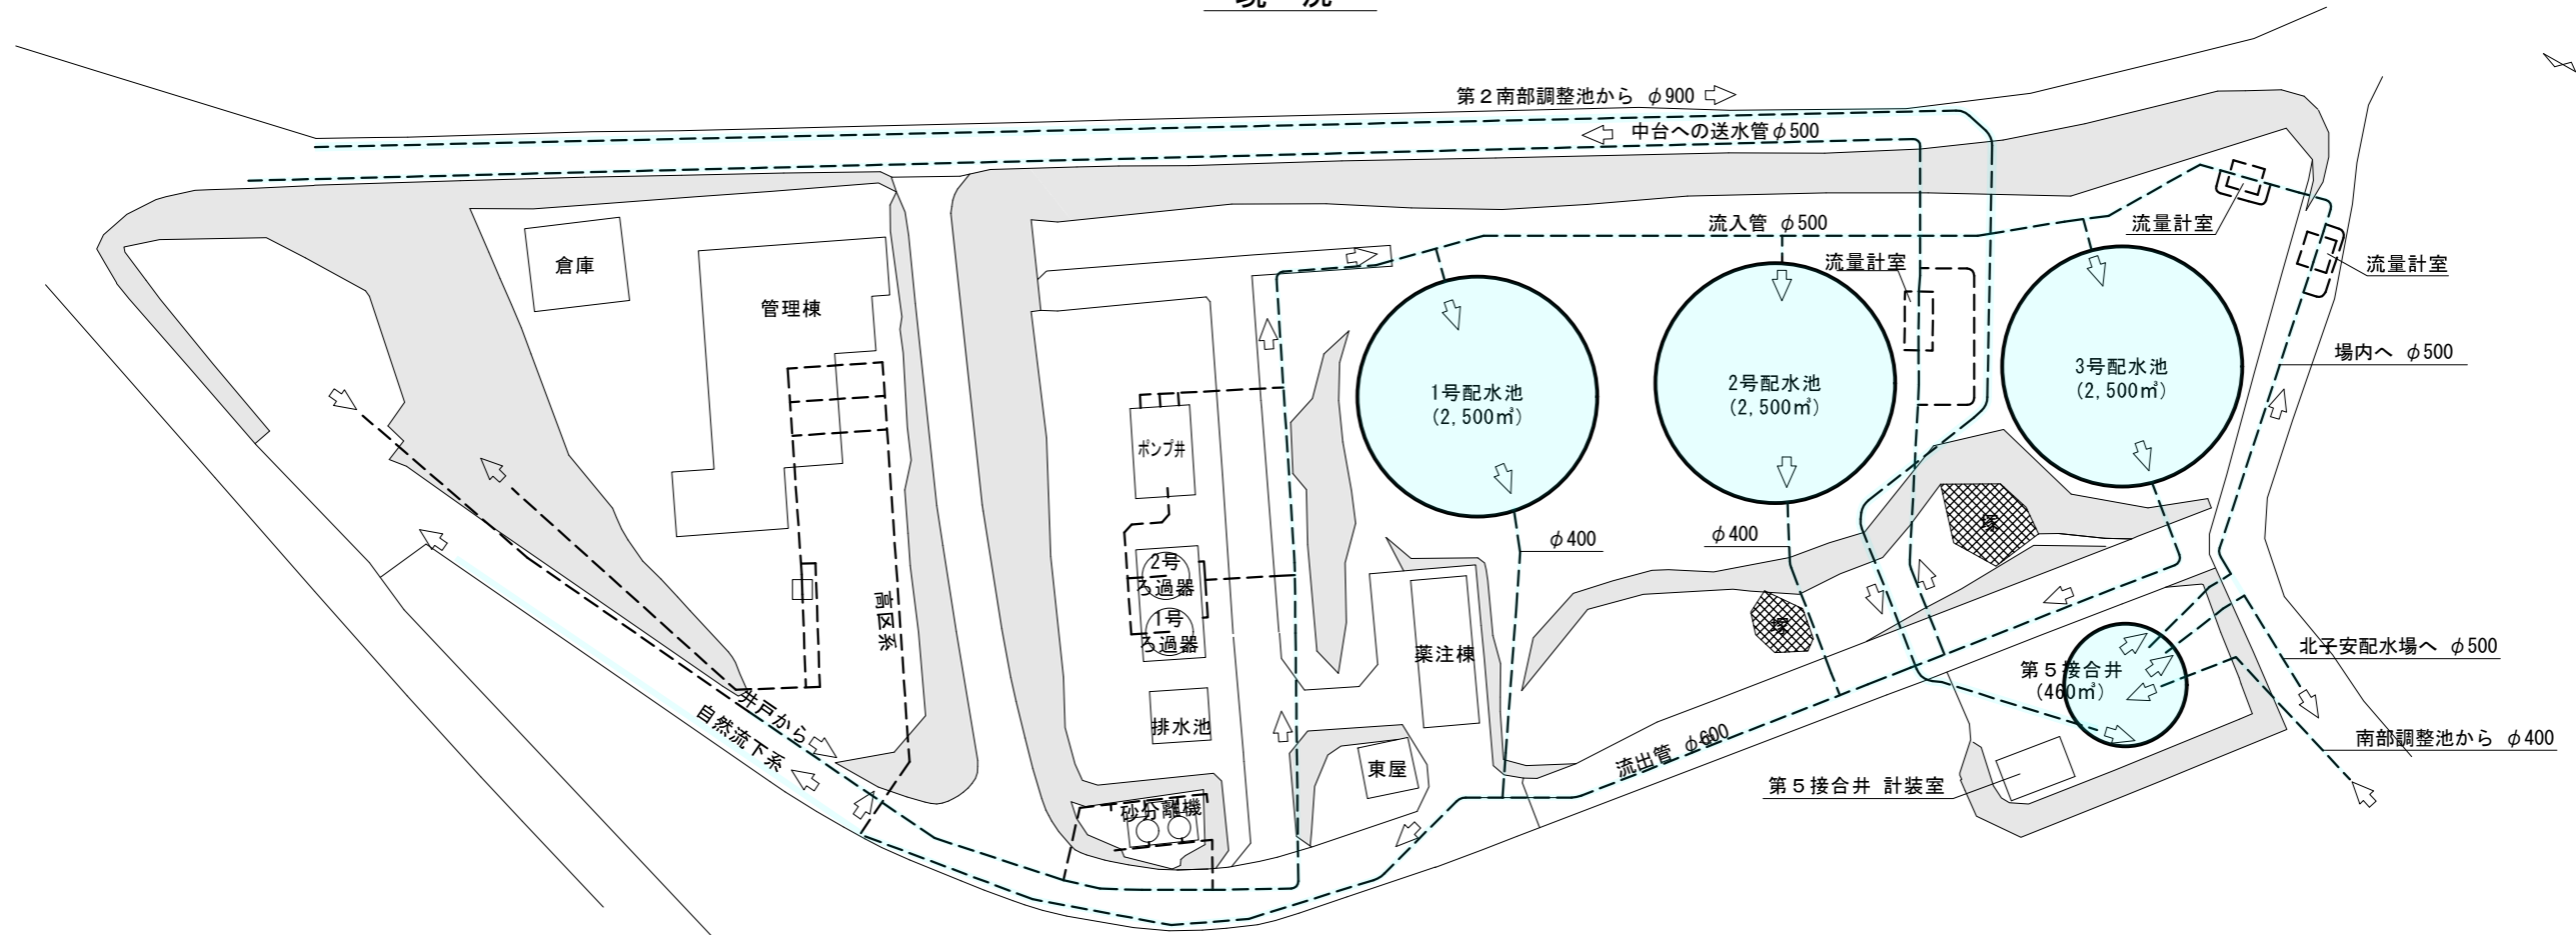 現 況
第２南部調整池から φ900
中台への送水管φ500
流入管 φ500
流量計室
流量計室
流量計室
倉庫
管理棟
場内へ φ500
1号配水池
(2,500㎥)
2号配水池
(2,500㎥)
3号配水池
(2,500㎥)
ポンプ井
φ400
φ400
塚
塚
2号
ろ過器
1号
ろ過器
高区系
薬注棟
北子安配水場へ φ500
第５接合井
(460㎥)
井戸から
自然流下系
排水池
流出管 φ600
南部調整池から φ400
東屋
第５接合井 計装室
砂分離機